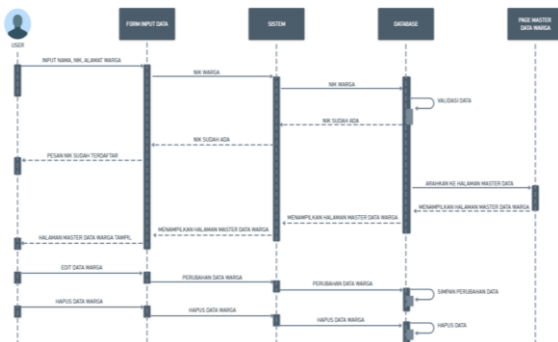 USER
FORM INPUT DATA
SISTEM
DATABASE
PAGE MASTER
DATA WARGA
INPUT NAMA, NIK, ALAMAT WARGA
NIK WARGA
NIK WARGA
VALIDASI DATA
NIK SUDAH ADA
NIK SUDAH ADA
PESAN NIK SUDAH TERDAFTAR
ARAHKAN KE HALAMAN MASTER DATA
MENAMPILKAN HALAMAN MASTER DATA WARGA
MENAMPILKAN HALAMAN MASTER DATA WARGA
MENAMPILKAN HALAMAN MASTER DATA WARGA
HALAMAN MASTER DATA WARGA TAMPIL
EDIT DATA WARGA
PERUBAHAN DATA WARGA
PERUBAHAN DATA WARGA
SIMPAN PERUBAHAN DATA
HAPUS DATA WARGA
HAPUS DATA WARGA
HAPUS DATA WARGA
HAPUS DATA